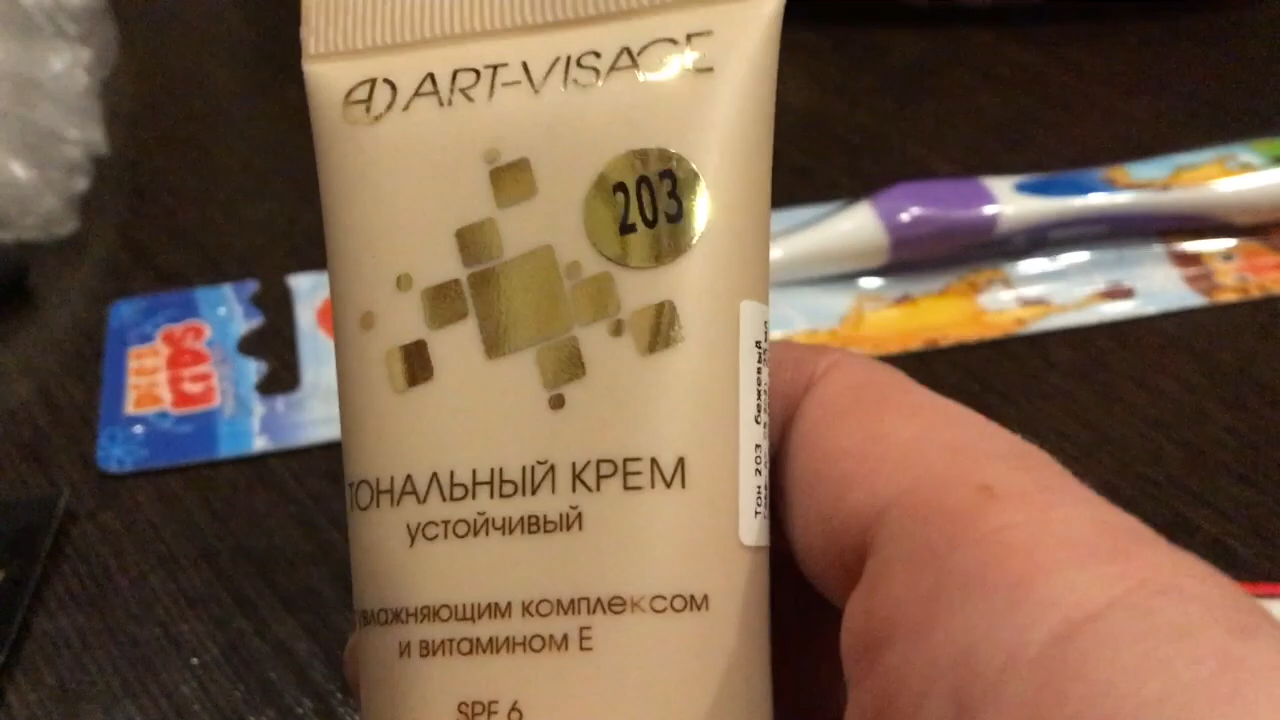 ART-VISAGE
203
ТОНАЛЬНЫЙ КРЕМ
УСТОЙЧИВЫЙ
УВЛАЖНЯЮЩИМ КОМПЛЕКСОМ
И ВИТАМИНОМ Е
SPF 6
Тон 203 бежевый